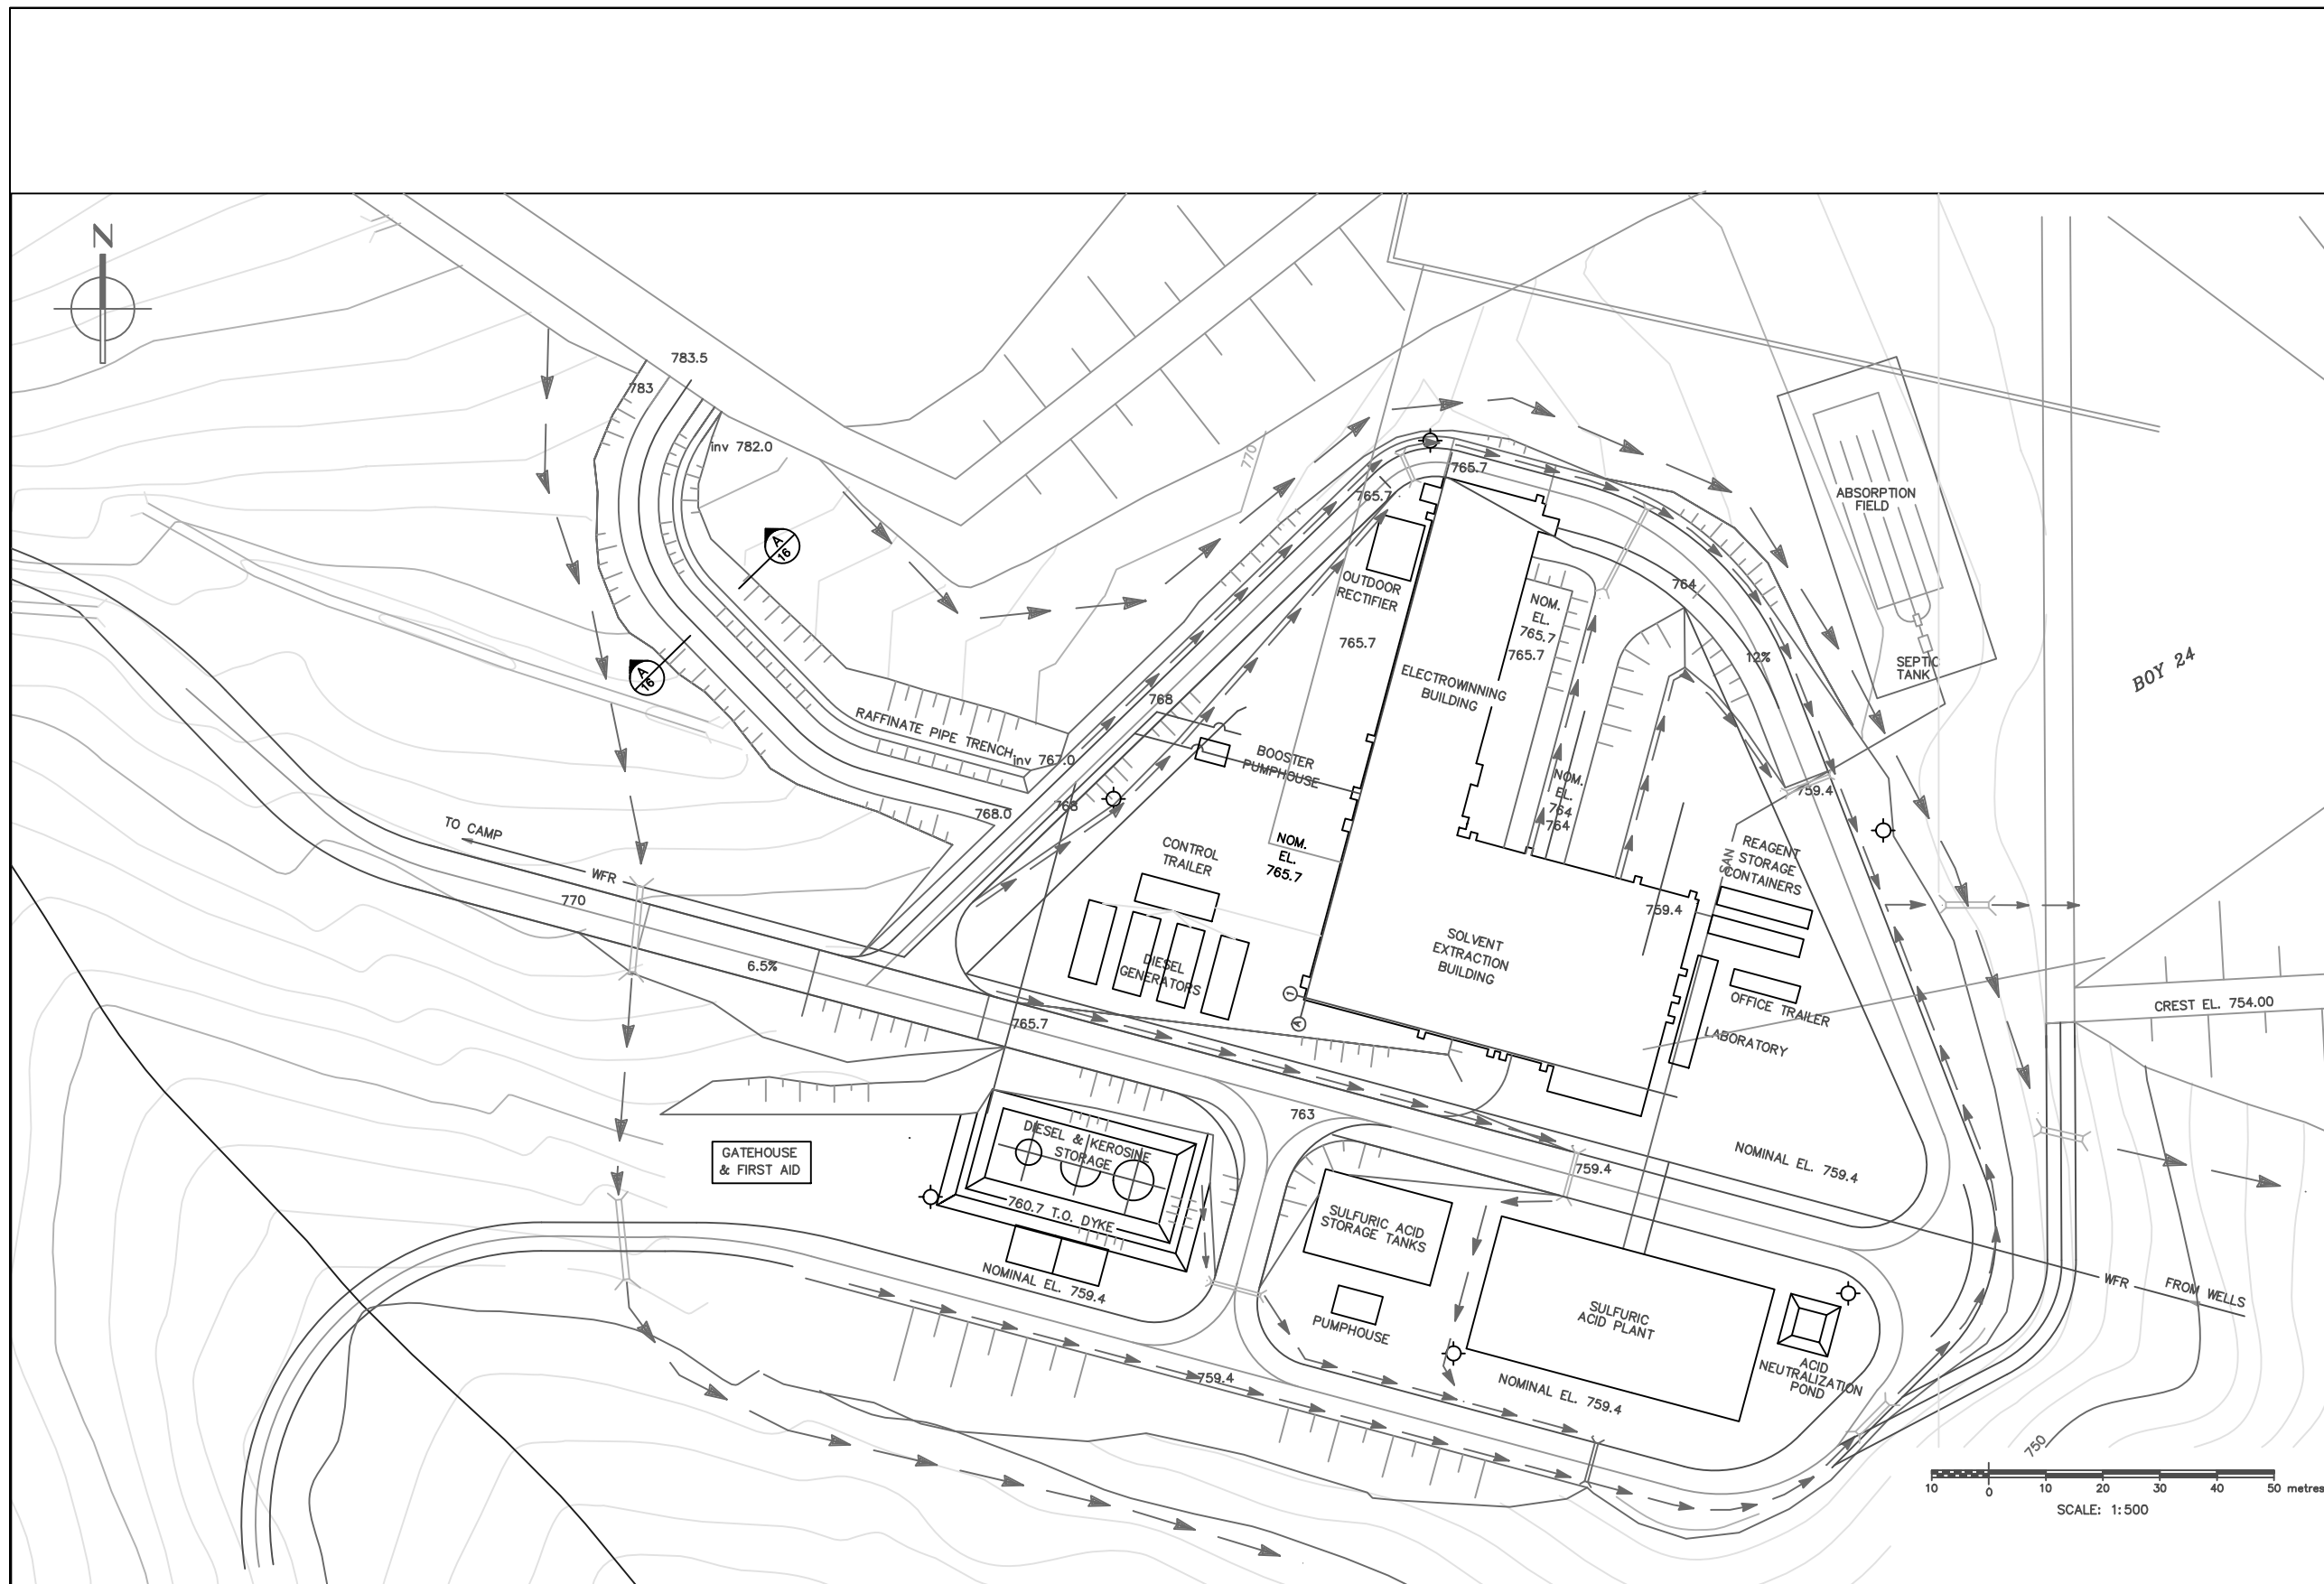 N
783.5
783
inv 782.0
770
765.7
765.7
ABSORPTION
FIELD
A
16
OUTDOOR
RECTIFIER
765.7
NOM.
EL.
765.7
765.7
764
12%
SEPTIC
TANK
BOY 24
A
16
ELECTROWINNING
BUILDING
768
RAFFINATE PIPE TRENCH
inv 767.0
BOOSTER
PUMPHOUSE
NOM.
EL.
764
764
759.4
768
768.0
TO CAMP
WFR
770
CONTROL
TRAILER
NOM.
EL.
765.7
REAGENT
STORAGE
CONTAINERS
SAN
759.4
6.5%
DIESEL
GENERATORS
SOLVENT
EXTRACTION
BUILDING
1
A
OFFICE TRAILER
LABORATORY
CREST EL. 754.00
765.7
763
DIESEL & KEROSINE
STORAGE
GATEHOUSE
& FIRST AID
760.7 T.O. DYKE
759.4
NOMINAL EL. 759.4
SULFURIC ACID
STORAGE TANKS
NOMINAL EL. 759.4
PUMPHOUSE
SULFURIC
ACID PLANT
WFR
FROM WELLS
ACID
NEUTRALIZATION
POND
759.4
NOMINAL EL. 759.4
750
10 0 10 20 30 40 50 metres
SCALE: 1:500